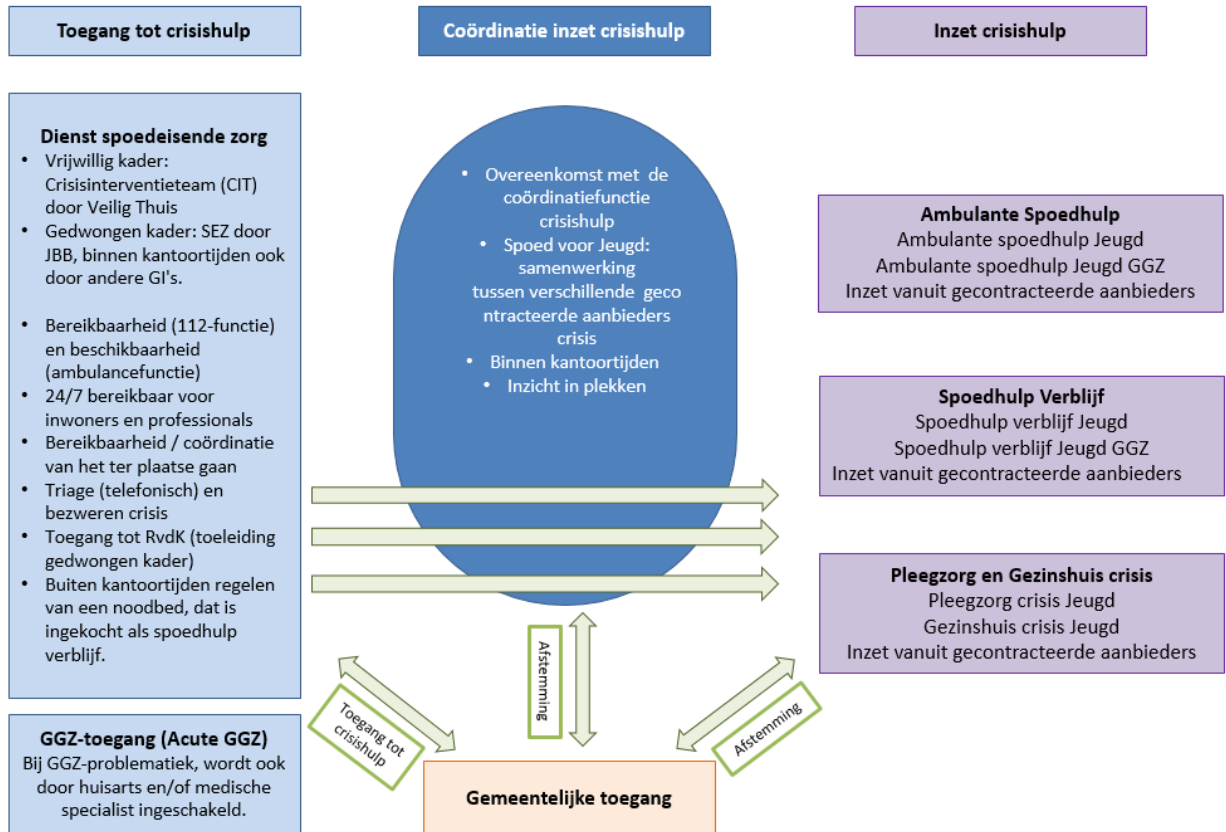 Toegang tot crisishulp
Coördinatie inzet crisishulp
Inzet crisishulp
Dienst spoedeisende zorg
• Vrijwillig kader:
Crisisinterventieteam (CIT)
door Veilig Thuis
• Gedwongen kader: SEZ door
JBB, binnen kantoortijden ook
door andere GI's.
• Bereikbaarheid (112-functie)
en beschikbaarheid
(ambulancefunctie)
• 24/7 bereikbaar voor
inwoners en professionals
• Bereikbaarheid / coördinatie
van het ter plaatse gaan
• Triage (telefonisch) en
bezweren crisis
• Toegang tot RvdK (toeleiding
gedwongen kader)
• Buiten kantoortijden regelen
van een noodbed, dat is
ingekocht als spoedhulp
verblijf.
GGZ-toegang (Acute GGZ)
Bij GGZ-problematiek, wordt ook
door huisarts en/of medische
specialist ingeschakeld.
• Overeenkomst met de
coördinatiefunctie
crisishulp
• Spoed voor Jeugd:
samenwerking
tussen verschillende geco
ntracteerde aanbieders
crisis
• Binnen kantoortijden
• Inzicht in plekken
Ambulante Spoedhulp
Ambulante spoedhulp Jeugd
Ambulante spoedhulp Jeugd GGZ
Inzet vanuit gecontracteerde aanbieders
Spoedhulp Verblijf
Spoedhulp verblijf Jeugd
Spoedhulp verblijf Jeugd GGZ
Inzet vanuit gecontracteerde aanbieders
Pleegzorg en Gezinshuis crisis
Pleegzorg crisis Jeugd
Gezinshuis crisis Jeugd
Inzet vanuit gecontracteerde aanbieders
Toegang tot
crisishulp
Afstemming
Afstemming
Gemeentelijke toegang